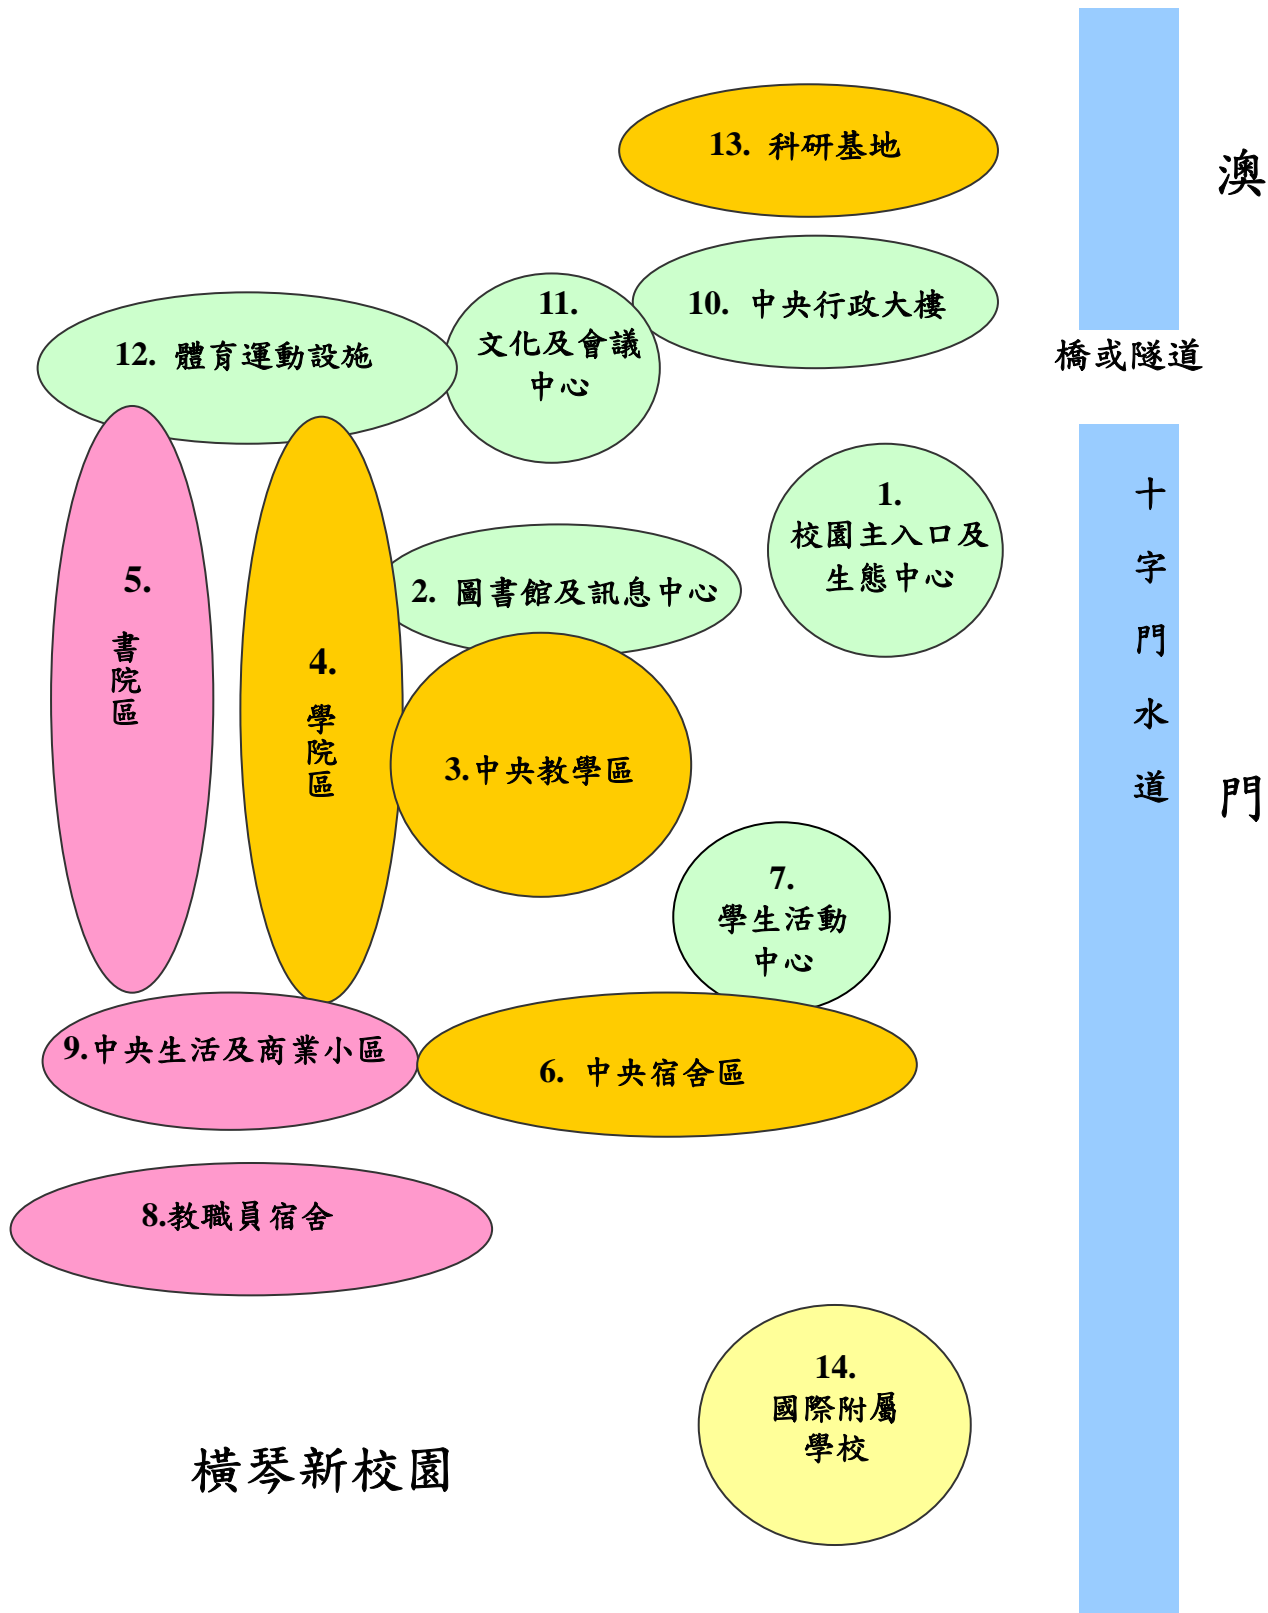 13. 科研基地
澳
10. 中央行政大樓
11.
文化及會議
中心
12. 體育運動設施
橋或隧道
1.
校園主入口及
生態中心
十字門水道
2. 圖書館及訊息中心
5.
書院區
4.
學院區
3.中央教學區
門
7.
學生活動
中心
9.中央生活及商業小區
6. 中央宿舍區
8.教職員宿舍
14.
國際附屬
學校
橫琴新校園